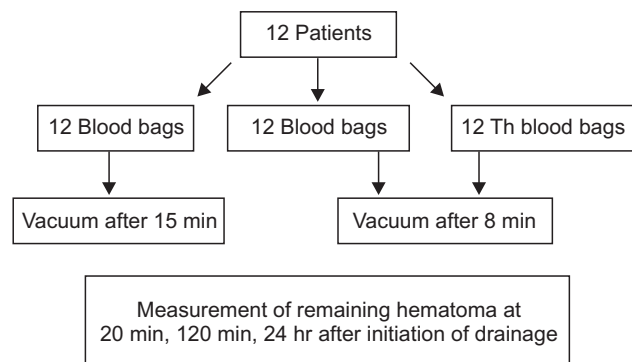 12 Patients
12 Blood bags
12 Blood bags
12 Th blood bags
Vacuum after 15 min
Vacuum after 8 min
Measurement of remaining hematoma at
20 min, 120 min, 24 hr after initiation of drainage